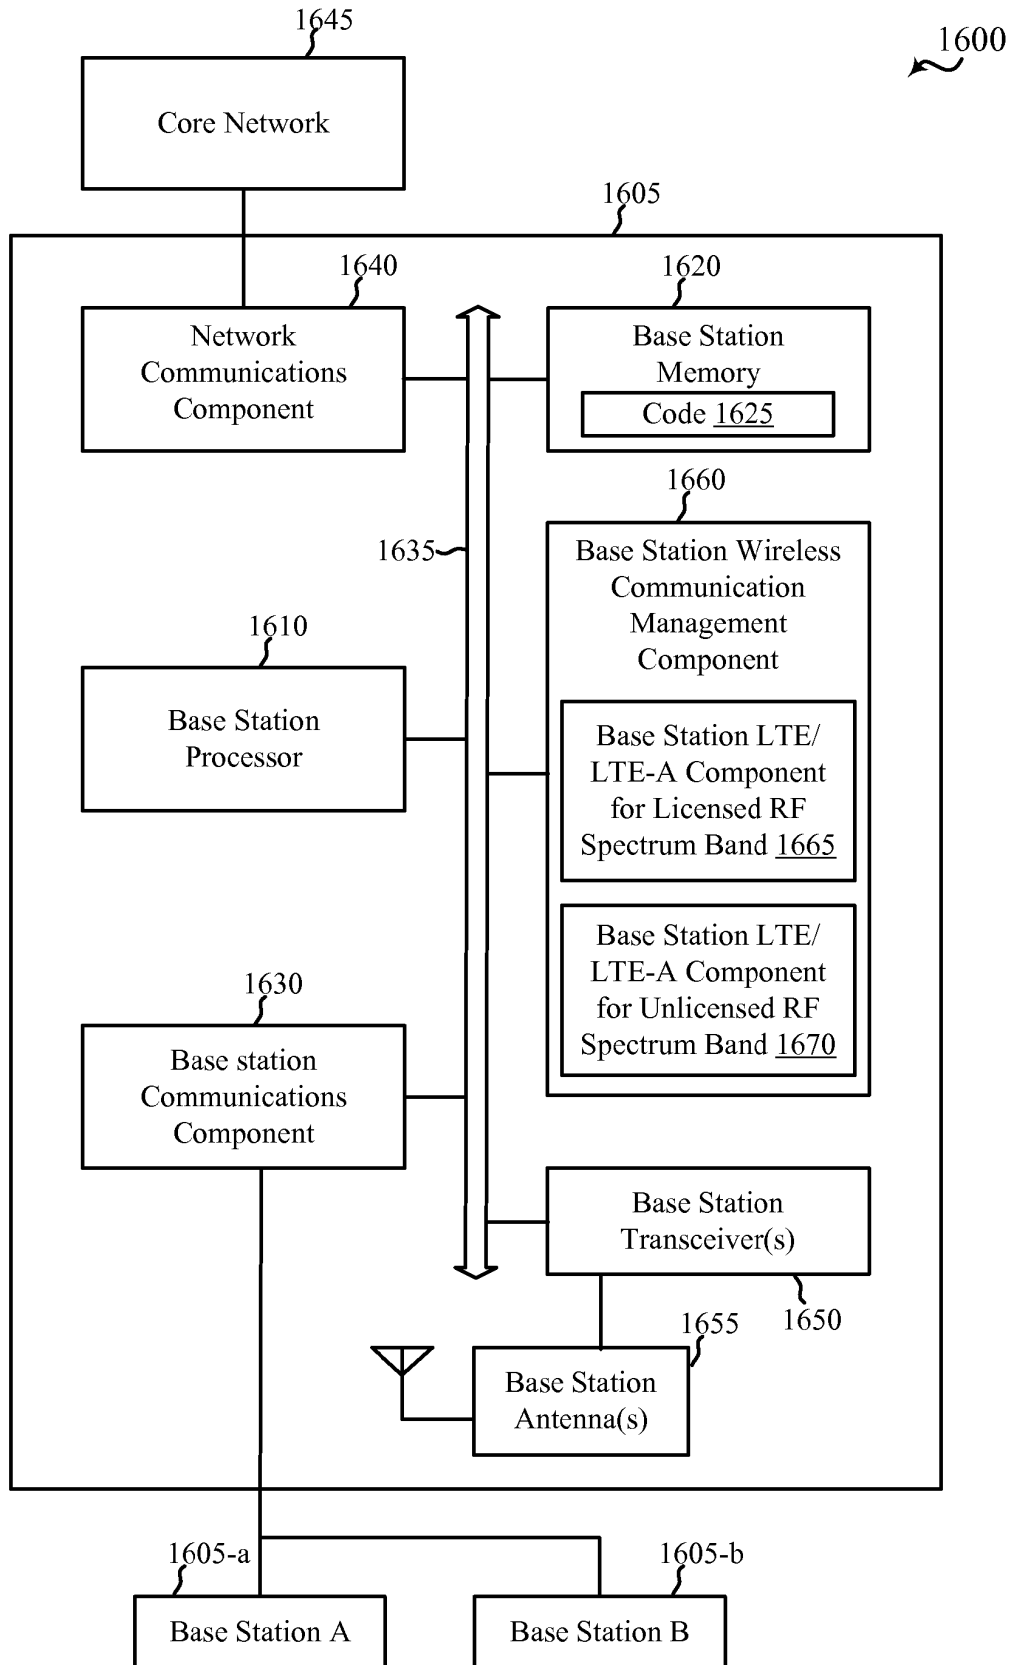 1645
1600
Core Network
1605
1640
1620
Network
Communications
Component
Base Station
Memory
Code 1625
1660
1635
Base Station Wireless
Communication
Management
Component
1610
Base Station
Processor
Base Station LTE/
LTE-A Component
for Licensed RF
Spectrum Band 1665
Base Station LTE/
LTE-A Component
for Unlicensed RF
Spectrum Band 1670
1630
Base station
Communications
Component
Base Station
Transceiver(s)
1650
1655
Base Station
Antenna(s)
1605-a
1605-b
Base Station A
Base Station B